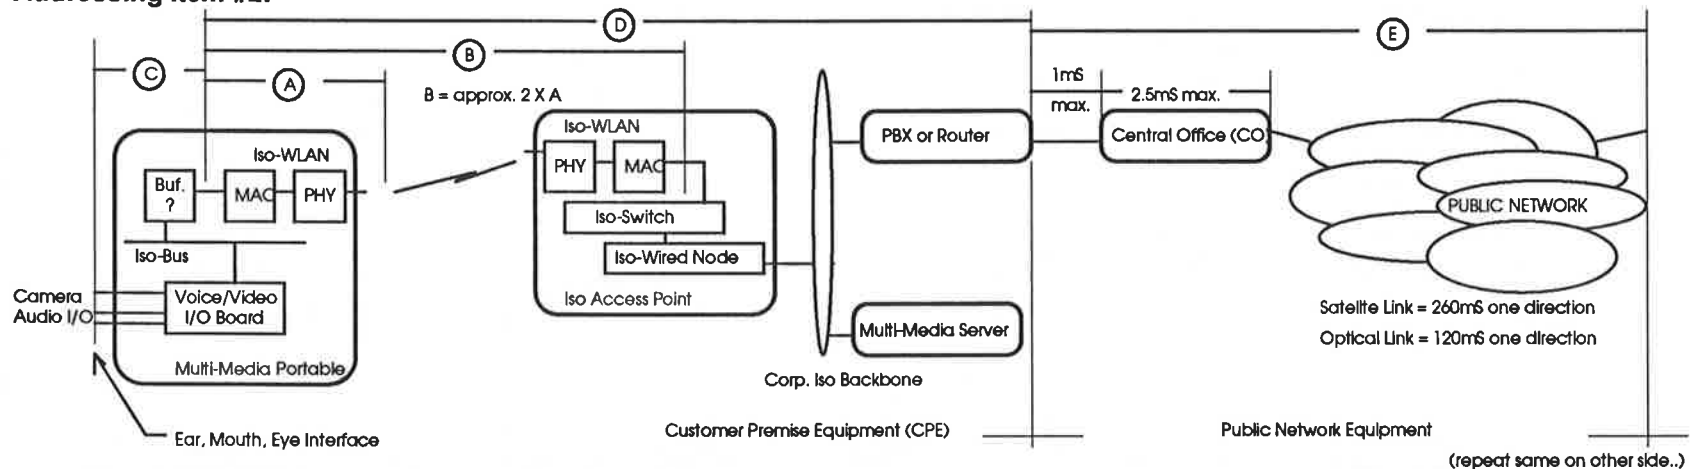 D
E
B
C
A
1mS
max.
2.5mS max.
B = approx. 2 X A
Iso-WLAN
PHY
MAC
Iso-Switch
Iso-Wired Node
Iso Access Point
PBX or Router
Central Office (CO
Iso-WLAN
Buf.
?
MAC
PHY
Iso-Bus
PUBLIC NETWORK
Camera
Audio I/O
Voice/Video
I/O Board
Multi-Media Portable
Multi-Media Server
Satellite Link = 260mS one direction
Optical Link = 120mS one direction
Corp. Iso Backbone
Ear, Mouth, Eye Interface
Customer Premise Equipment (CPE)
Public Network Equipment
(repeat same on other side..)